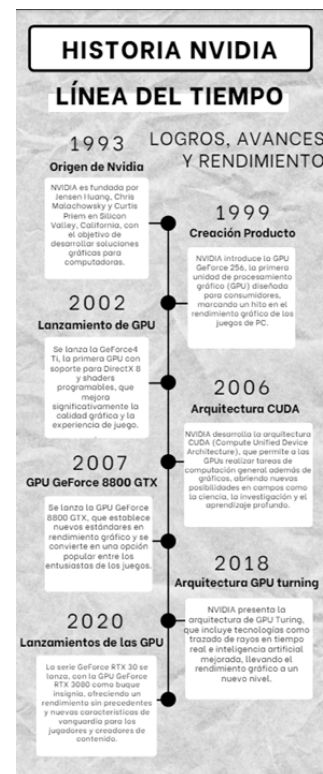 HISTORIA NVIDIA
LÍNEA DEL TIEMPO
LOGROS, AVANCES
Y RENDIMIENTO
1993
Origen de Nvidia
NVIDIA es fundada por
Jensen Huang, Chris
Malachowsky y Curtis
Priem en Silicon
Valley, California, con
el objetivo de
desarrollar soluciones
gráficas para
computadoras.
1999
Creación Producto
NVIDIA introduce la GPU
GeForce 256, la primera
unidad de procesamiento
gráfico (GPU) diseñada
para consumidores,
marcando un hito en el
rendimiento gráfico de los
juegos de PC.
2002
Lanzamiento de GPU
Se lanza la GeForce4
Ti, la primera GPU con
soporte para DirectX 8
y shaders
programables, que
mejora
significativamente la
calidad gráfica y la
experiencia de juego.
2006
Arquitectura CUDA
NVIDIA desarrolla la arquitectura
CUDA (Compute Unified Device
Architecture), que permite a las
GPUs realizar tareas de
computación general además de
gráficas, abriendo nuevas
posibilidades en campos como
la ciencia, la investigación y el
aprendizaje profundo.
2007
GPU GeForce 8800 GTX
Se lanza la GPU GeForce
8800 GTX, que establece
nuevos estándares en
rendimiento gráfico y se
convierte en una opción
popular entre los
entusiastas de los juegos.
2018
Arquitectura GPU turning
NVIDIA presenta la
arquitectura de GPU Turing,
que incluye tecnologías como
trazado de rayos en tiempo
real e inteligencia artificial
mejorada, llevando el
rendimiento gráfico a un
nuevo nivel.
2020
Lanzamientos de las GPU
La serie GeForce RTX 30 se
lanza, con la GPU GeForce
RTX 3080 como buque
insignia, ofreciendo un
rendimiento sin precedentes
y nuevas características de
vanguardia para los
jugadores y creadores de
contenido.